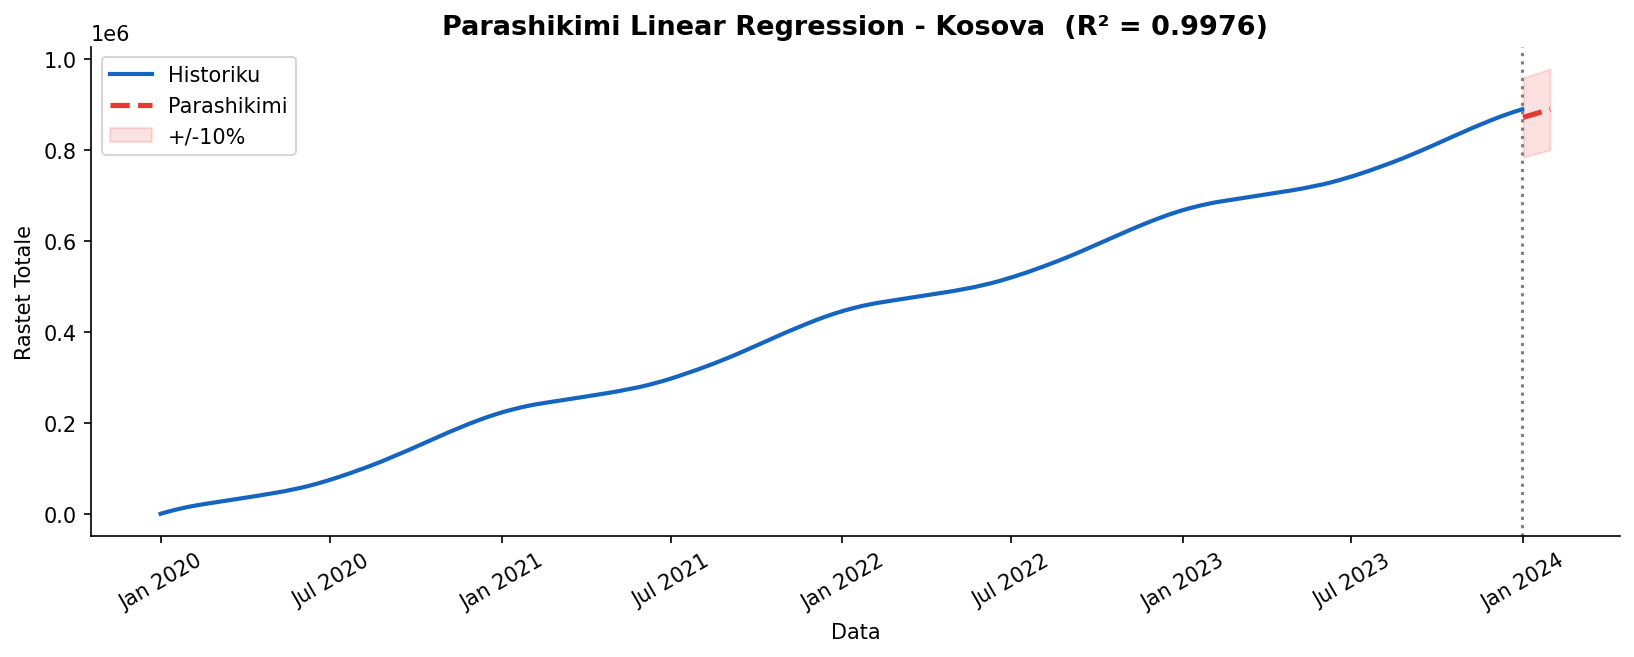 Parashikimi Linear Regression - Kosova  (R² = 0.9976)
1e6
Historiku
Parashikimi
+/-10%
Rastet Totale
1.0
0.8
0.6
0.4
0.2
0.0
Jan 2020
Jul 2020
Jan 2021
Jul 2021
Jan 2022
Jul 2022
Jan 2023
Jul 2023
Jan 2024
Data